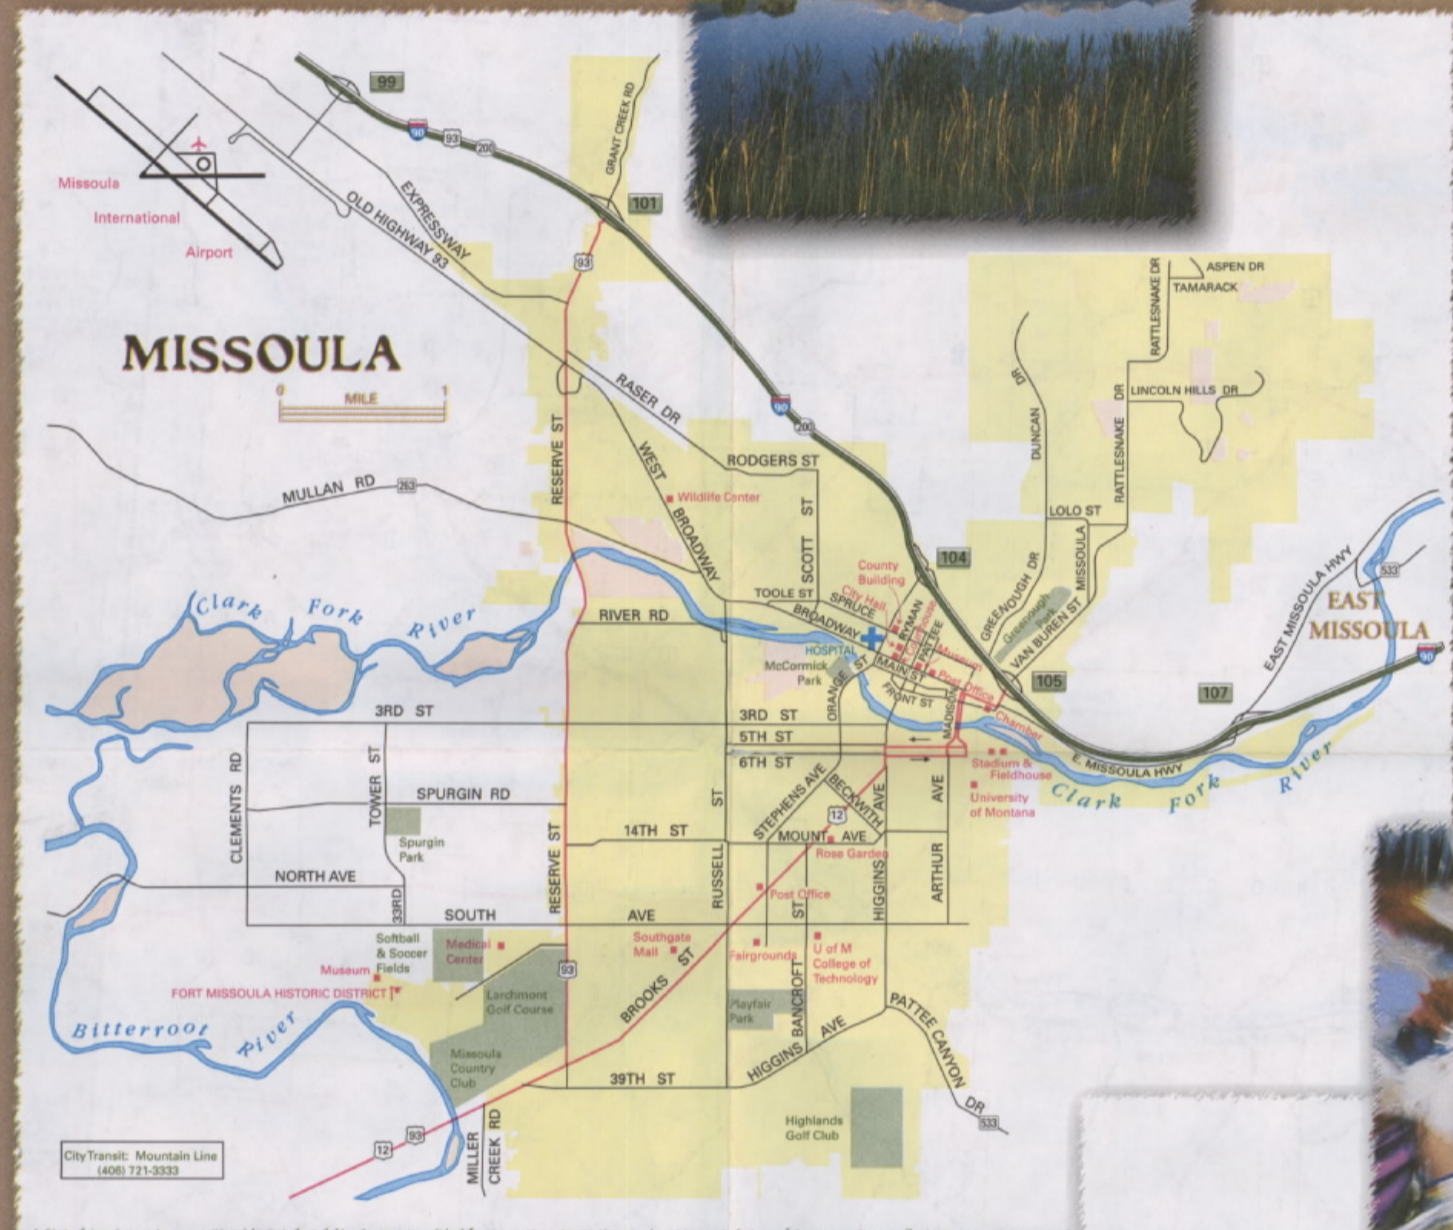 99
90
93
200
GRANT CREEK RD
101
Missoula
International
Airport
EXPRESSWAY
OLD HIGHWAY 93
93
ASPEN DR
TAMARACK
RATTLESNAKE DR
MISSOULA
0 MILE 1
RASER DR
90
200
LINCOLN HILLS DR
DUNCAN DR
RATTLESNAKE DR
RESERVE ST
WEST BROADWAY
RODGERS ST
MULLAN RD
263
Wildlife Center
SCOTT ST
LOLO ST
MISSOULA
104
County
Building
City Hall
Courthouse
TOOLE ST
SPRUCE
BROADWAY
RYMAN
PATTEE
GREENOUGH DR
Greenough
Park
VAN BUREN ST
EAST MISSOULA HWY
533
EAST
MISSOULA
90
Clark Fork River
RIVER RD
HOSPITAL
McCormick
Park
ORANGE ST
MAIN ST
FRONT ST
Museum
Post Office
MADISON
Chamber
105
107
3RD ST
3RD ST
5TH ST
6TH ST
E. MISSOULA HWY
Clark Fork River
Stadium &
Fieldhouse
University
of Montana
CLEMENTS RD
TOWER ST
SPURGIN RD
Spurgin
Park
14TH ST
STEPHENS AVE
BECKWITH AVE
12
MOUNT AVE
Rose Garden
NORTH AVE
33RD
RESERVE ST
RUSSELL ST
Post Office
HIGGINS
ARTHUR AVE
SOUTH AVE
Softball
& Soccer
Fields
Medical
Center
Museum
FORT MISSOULA HISTORIC DISTRICT
93
Southgate
Mall
Fairgrounds
U of M
College of
Technology
Larchmont
Golf Course
BROOKS ST
Playfair
Park
BANCROFT ST
HIGGINS AVE
PATTEE CANYON DR
533
Bitterroot River
Missoula
Country
Club
39TH ST
Highlands
Golf Club
MILLER
CREEK RD
12
93
City Transit: Mountain Line
(406) 721-3333